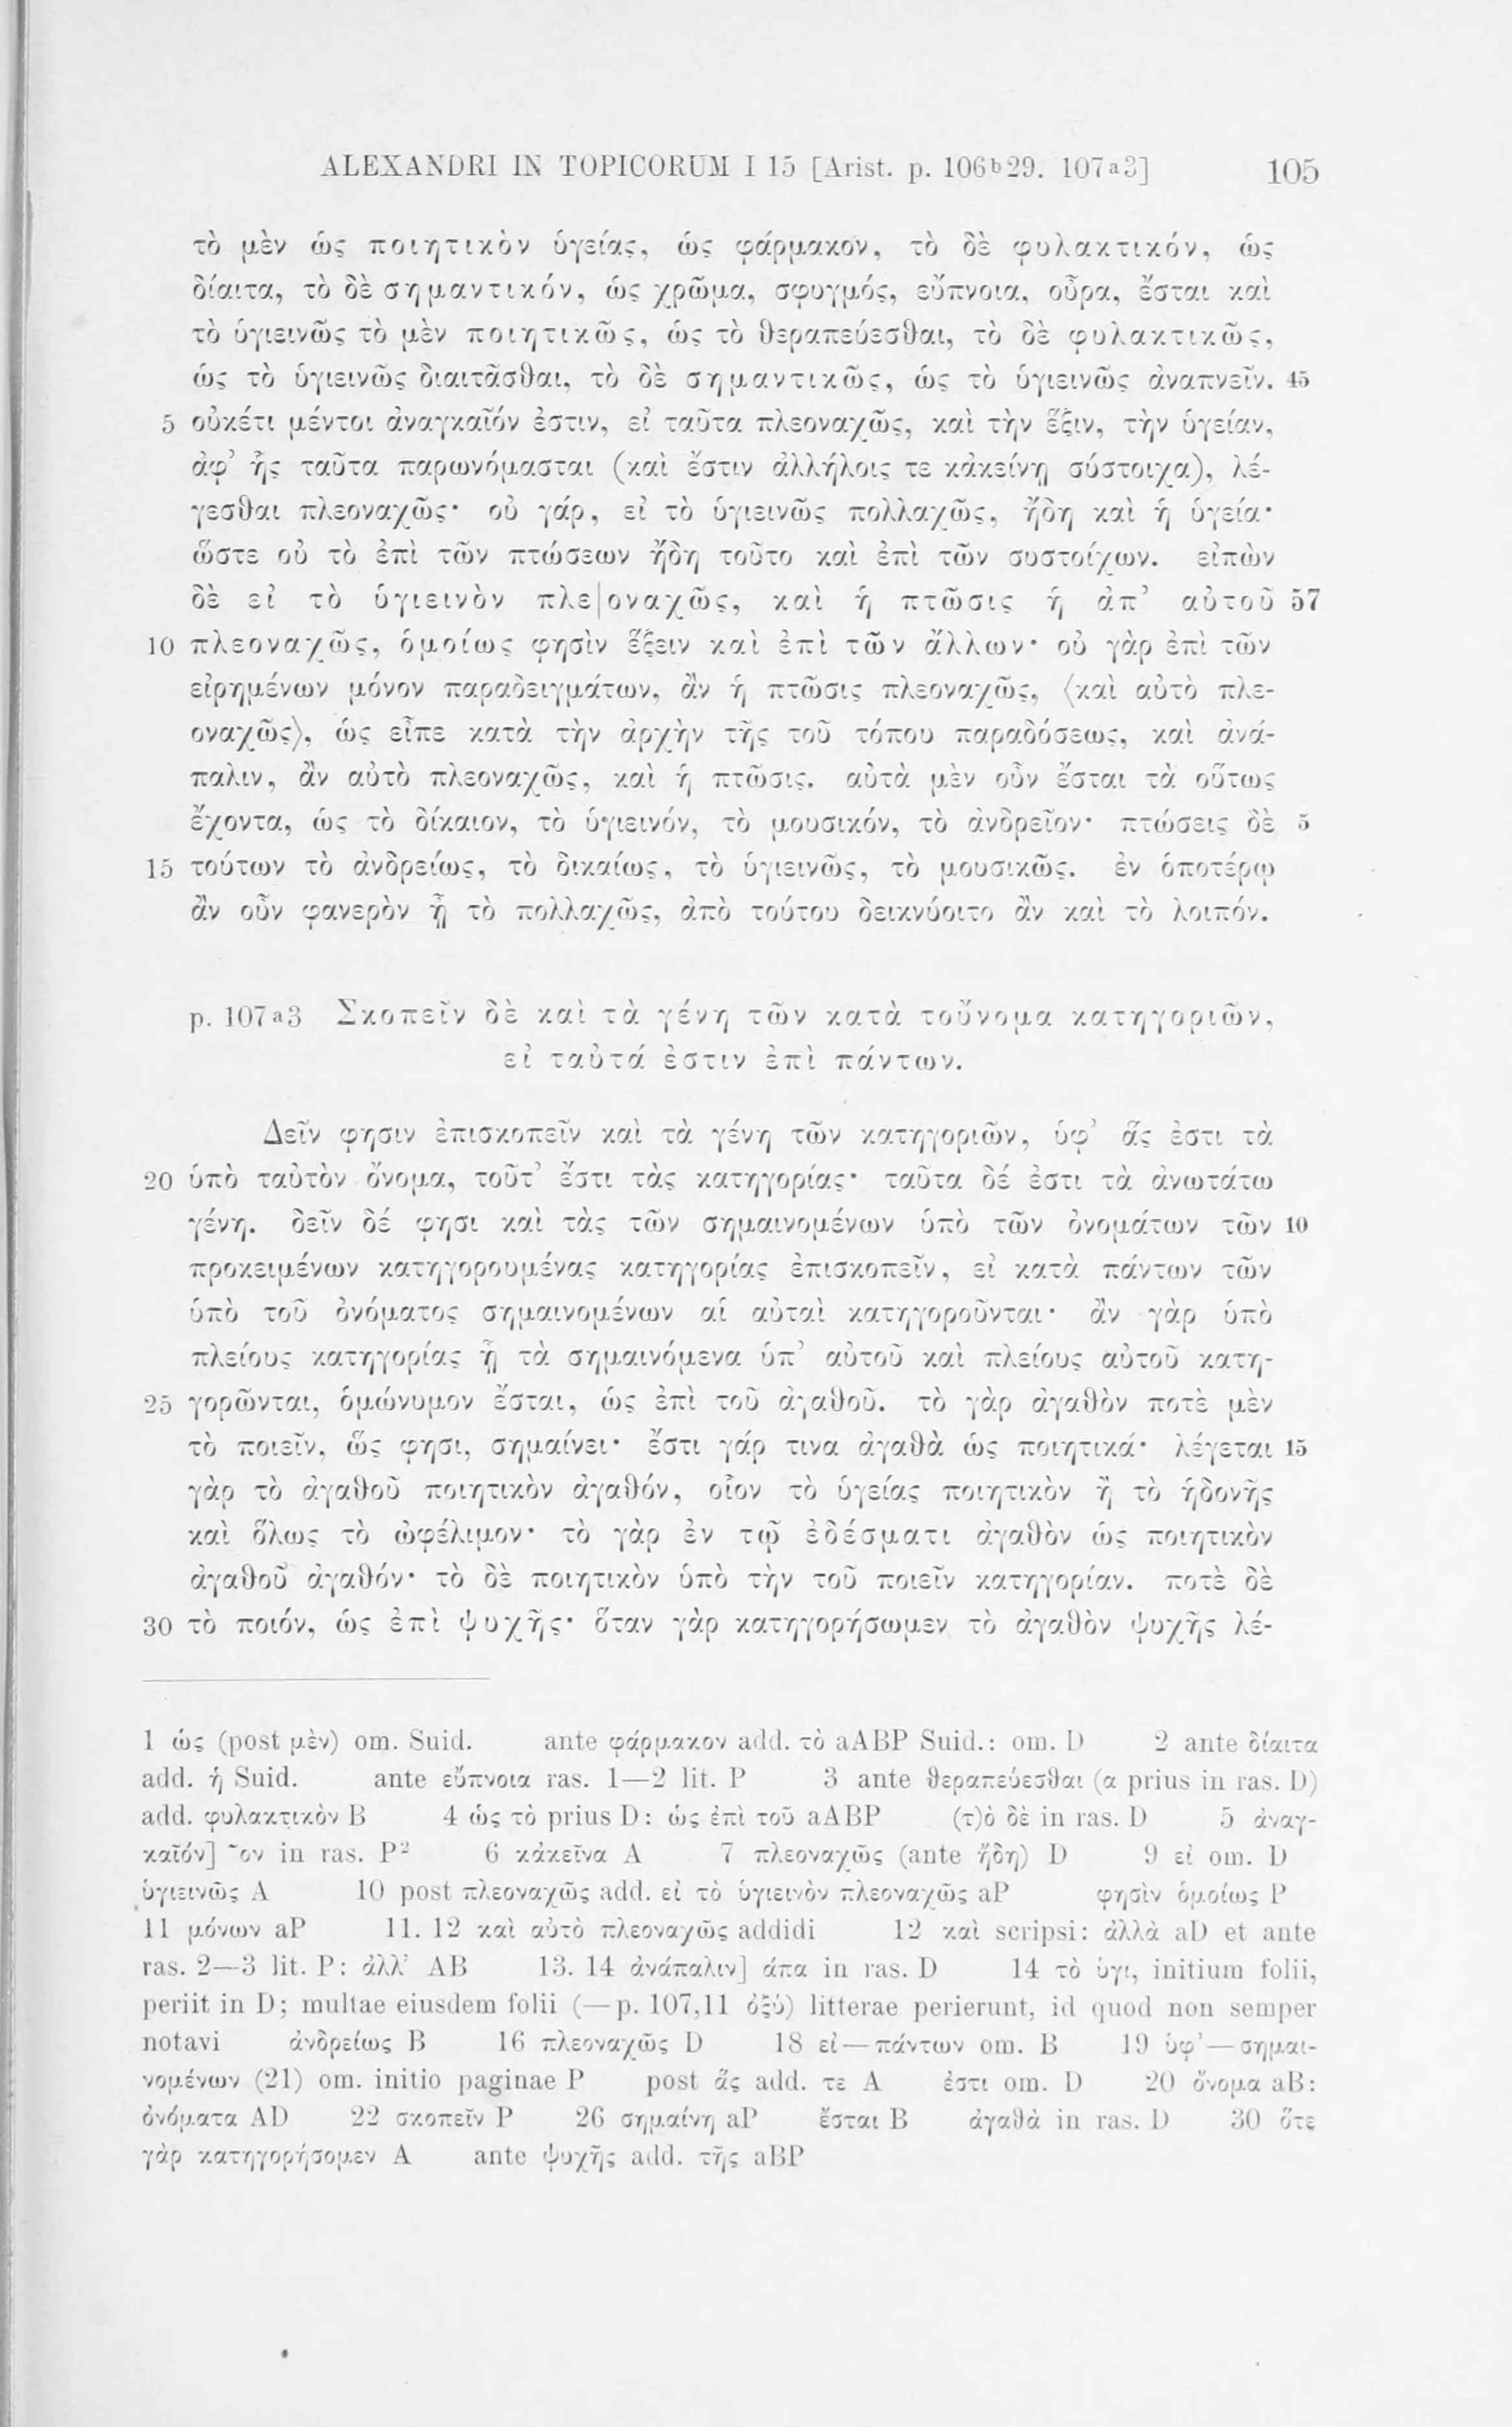 ALEXANDRI IN TOPICORUM I 15 [Arist. p. 106b29. 107a3] 105
τὸ μὲν ὡς ποιητικὸν ὑγείας, ὡς φάρμακον, τὸ δὲ φυλακτικόν, ὡς
δίαιτα, τὸ δὲ σημαντικόν, ὡς χρῶμα, σφυγμός, εὔπνοια, οὖρα, ἔσται καὶ
τὸ ὑγιεινῶς τὸ μὲν ποιητικῶς, ὡς τὸ θεραπεύεσθαι, τὸ δὲ φυλακτικῶς,
ὡς τὸ ὑγιεινῶς διαιτᾶσθαι, τὸ δὲ σημαντικῶς, ὡς τὸ ὑγιεινῶς ἀναπνεῖν. 45
5 οὐκέτι μέντοι ἀναγκαῖόν ἐστιν, εἰ ταῦτα πλεοναχῶς, καὶ τὴν ἕξιν, τὴν ὑγείαν,
ἀφ’ ἧς ταῦτα παρωνόμασται (καὶ ἔστιν ἀλλήλοις τε κἀκείνῃ σύστοιχα), λέ-
γεσθαι πλεοναχῶς· οὐ γάρ, εἰ τὸ ὑγιεινῶς πολλαχῶς, ἤδη καὶ ἡ ὑγεία·
ὥστε οὐ τὸ ἐπὶ τῶν πτώσεων ἤδη τοῦτο καὶ ἐπὶ τῶν συστοίχων. εἰπὼν
δὲ εἰ τὸ ὑγιεινὸν πλε|οναχῶς, καὶ ἡ πτῶσις ἡ ἀπ’ αὐτοῦ 57
10 πλεοναχῶς, ὁμοίως φησὶν ἕξειν καὶ ἐπὶ τῶν ἄλλων· οὐ γὰρ ἐπὶ τῶν
εἰρημένων μόνον παραδειγμάτων, ἂν ἡ πτῶσις πλεοναχῶς, ⟨καὶ αὐτὸ πλε-
οναχῶς⟩, ὡς εἶπε κατὰ τὴν ἀρχὴν τῆς τοῦ τόπου παραδόσεως, καὶ ἀνά-
παλιν, ἂν αὐτὸ πλεοναχῶς, καὶ ἡ πτῶσις. αὐτὰ μὲν οὖν ἔσται τὰ οὕτως
ἔχοντα, ὡς τὸ δίκαιον, τὸ ὑγιεινόν, τὸ μουσικόν, τὸ ἀνδρεῖον· πτώσεις δὲ 5
15 τούτων τὸ ἀνδρείως, τὸ δικαίως, τὸ ὑγιεινῶς, τὸ μουσικῶς. ἐν ὁποτέρῳ
ἂν οὖν φανερὸν ᾖ τὸ πολλαχῶς, ἀπὸ τούτου δεικνύοιτο ἂν καὶ τὸ λοιπόν.
p. 107a3 Σκοπεῖν δὲ καὶ τὰ γένη τῶν κατὰ τοὔνομα κατηγοριῶν,
εἰ ταὐτά ἐστιν ἐπὶ πάντων.
Δεῖν φησιν ἐπισκοπεῖν καὶ τὰ γένη τῶν κατηγοριῶν, ὑφ’ ἅς ἐστι τὰ
20 ὑπὸ ταὐτὸν ὄνομα, τοῦτ’ ἔστι τὰς κατηγορίας· ταῦτα δέ ἐστι τὰ ἀνωτάτω
γένη. δεῖν δέ φησι καὶ τὰς τῶν σημαινομένων ὑπὸ τῶν ὀνομάτων τῶν 10
προκειμένων κατηγορουμένας κατηγορίας ἐπισκοπεῖν, εἰ κατὰ πάντων τῶν
ὑπὸ τοῦ ὀνόματος σημαινομένων αἱ αὐταὶ κατηγοροῦνται· ἂν γὰρ ὑπὸ
πλείους κατηγορίας ᾖ τὰ σημαινόμενα ὑπ’ αὐτοῦ καὶ πλείους αὐτοῦ κατη-
25 γορῶνται, ὁμώνυμον ἔσται, ὡς ἐπὶ τοῦ ἀγαθοῦ. τὸ γὰρ ἀγαθὸν ποτὲ μὲν
τὸ ποιεῖν, ὥς φησι, σημαίνει· ἔστι γάρ τινα ἀγαθὰ ὡς ποιητικά· λέγεται 15
γὰρ τὸ ἀγαθοῦ ποιητικὸν ἀγαθόν, οἷον τὸ ὑγείας ποιητικὸν ἢ τὸ ἡδονῆς
καὶ ὅλως τὸ ὠφέλιμον· τὸ γὰρ ἐν τῷ ἐδέσματι ἀγαθὸν ὡς ποιητικὸν
ἀγαθοῦ ἀγαθόν· τὸ δὲ ποιητικὸν ὑπὸ τὴν τοῦ ποιεῖν κατηγορίαν. ποτὲ δὲ
30 τὸ ποιόν, ὡς ἐπὶ ψυχῆς· ὅταν γὰρ κατηγορήσωμεν τὸ ἀγαθὸν ψυχῆς λέ-
1 ὡς (post μὲν) om. Suid. ante φάρμακον add. τὸ aABP Suid.: om. D 2 ante δίαιτα
add. ἡ Suid. ante εὔπνοια ras. 1—2 lit. P 3 ante θεραπεύεσθαι (α prius in ras. D)
add. φυλακτικὸν B 4 ὡς τὸ prius D: ὡς ἐπὶ τοῦ aABP (τ)ὸ δὲ in ras. D 5 ἀναγ-
καῖόν] ῀ον in ras. P² 6 κἀκεῖνα A 7 πλεοναχῶς (ante ἤδη) D 9 εἰ om. D
ὑγιεινῶς A 10 post πλεοναχῶς add. εἰ τὸ ὑγιεινὸν πλεοναχῶς aP φησὶν ὁμοίως P
11 μόνων aP 11. 12 καὶ αὐτὸ πλεοναχῶς addidi 12 καὶ scripsi: ἀλλὰ aD et ante
ras. 2—3 lit. P: ἀλλ’ AB 13. 14 ἀνάπαλιν] άπα in ras. D 14 τὸ ὑγι, initium folii,
periit in D; multae eiusdem folii (—p. 107,11 ὀξύ) litterae perierunt, id quod non semper
notavi ἀνδρείως B 16 πλεοναχῶς D 18 εἰ—πάντων om. B 19 ὑφ’—σημαι-
νομένων (21) om. initio paginae P post ἅς add. τε A ἐστι om. D 20 ὄνομα aB:
ὀνόματα AD 22 σκοπεῖν P 26 σημαίνῃ aP ἔσται B ἀγαθὰ in ras. D 30 ὅτε
γὰρ κατηγορήσομεν A ante ψυχῆς add. τῆς aBP